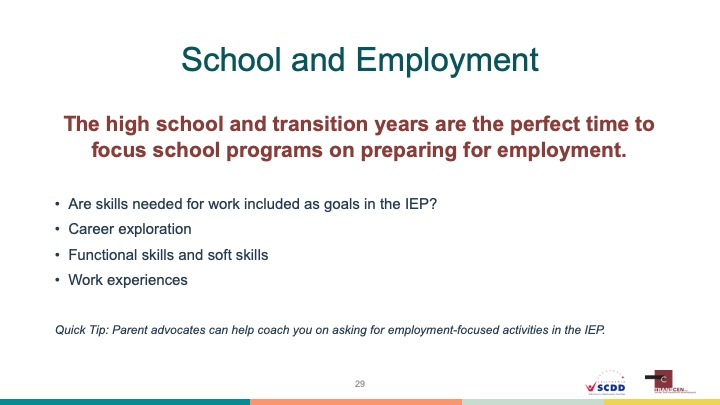 School and Employment
The high school and transition years are the perfect time to
focus school programs on preparing for employment.
• Are skills needed for work included as goals in the IEP?
• Career exploration
• Functional skills and soft skills
• Work experiences
Quick Tip: Parent advocates can help coach you on asking for employment-focused activities in the IEP.
29
SCDD